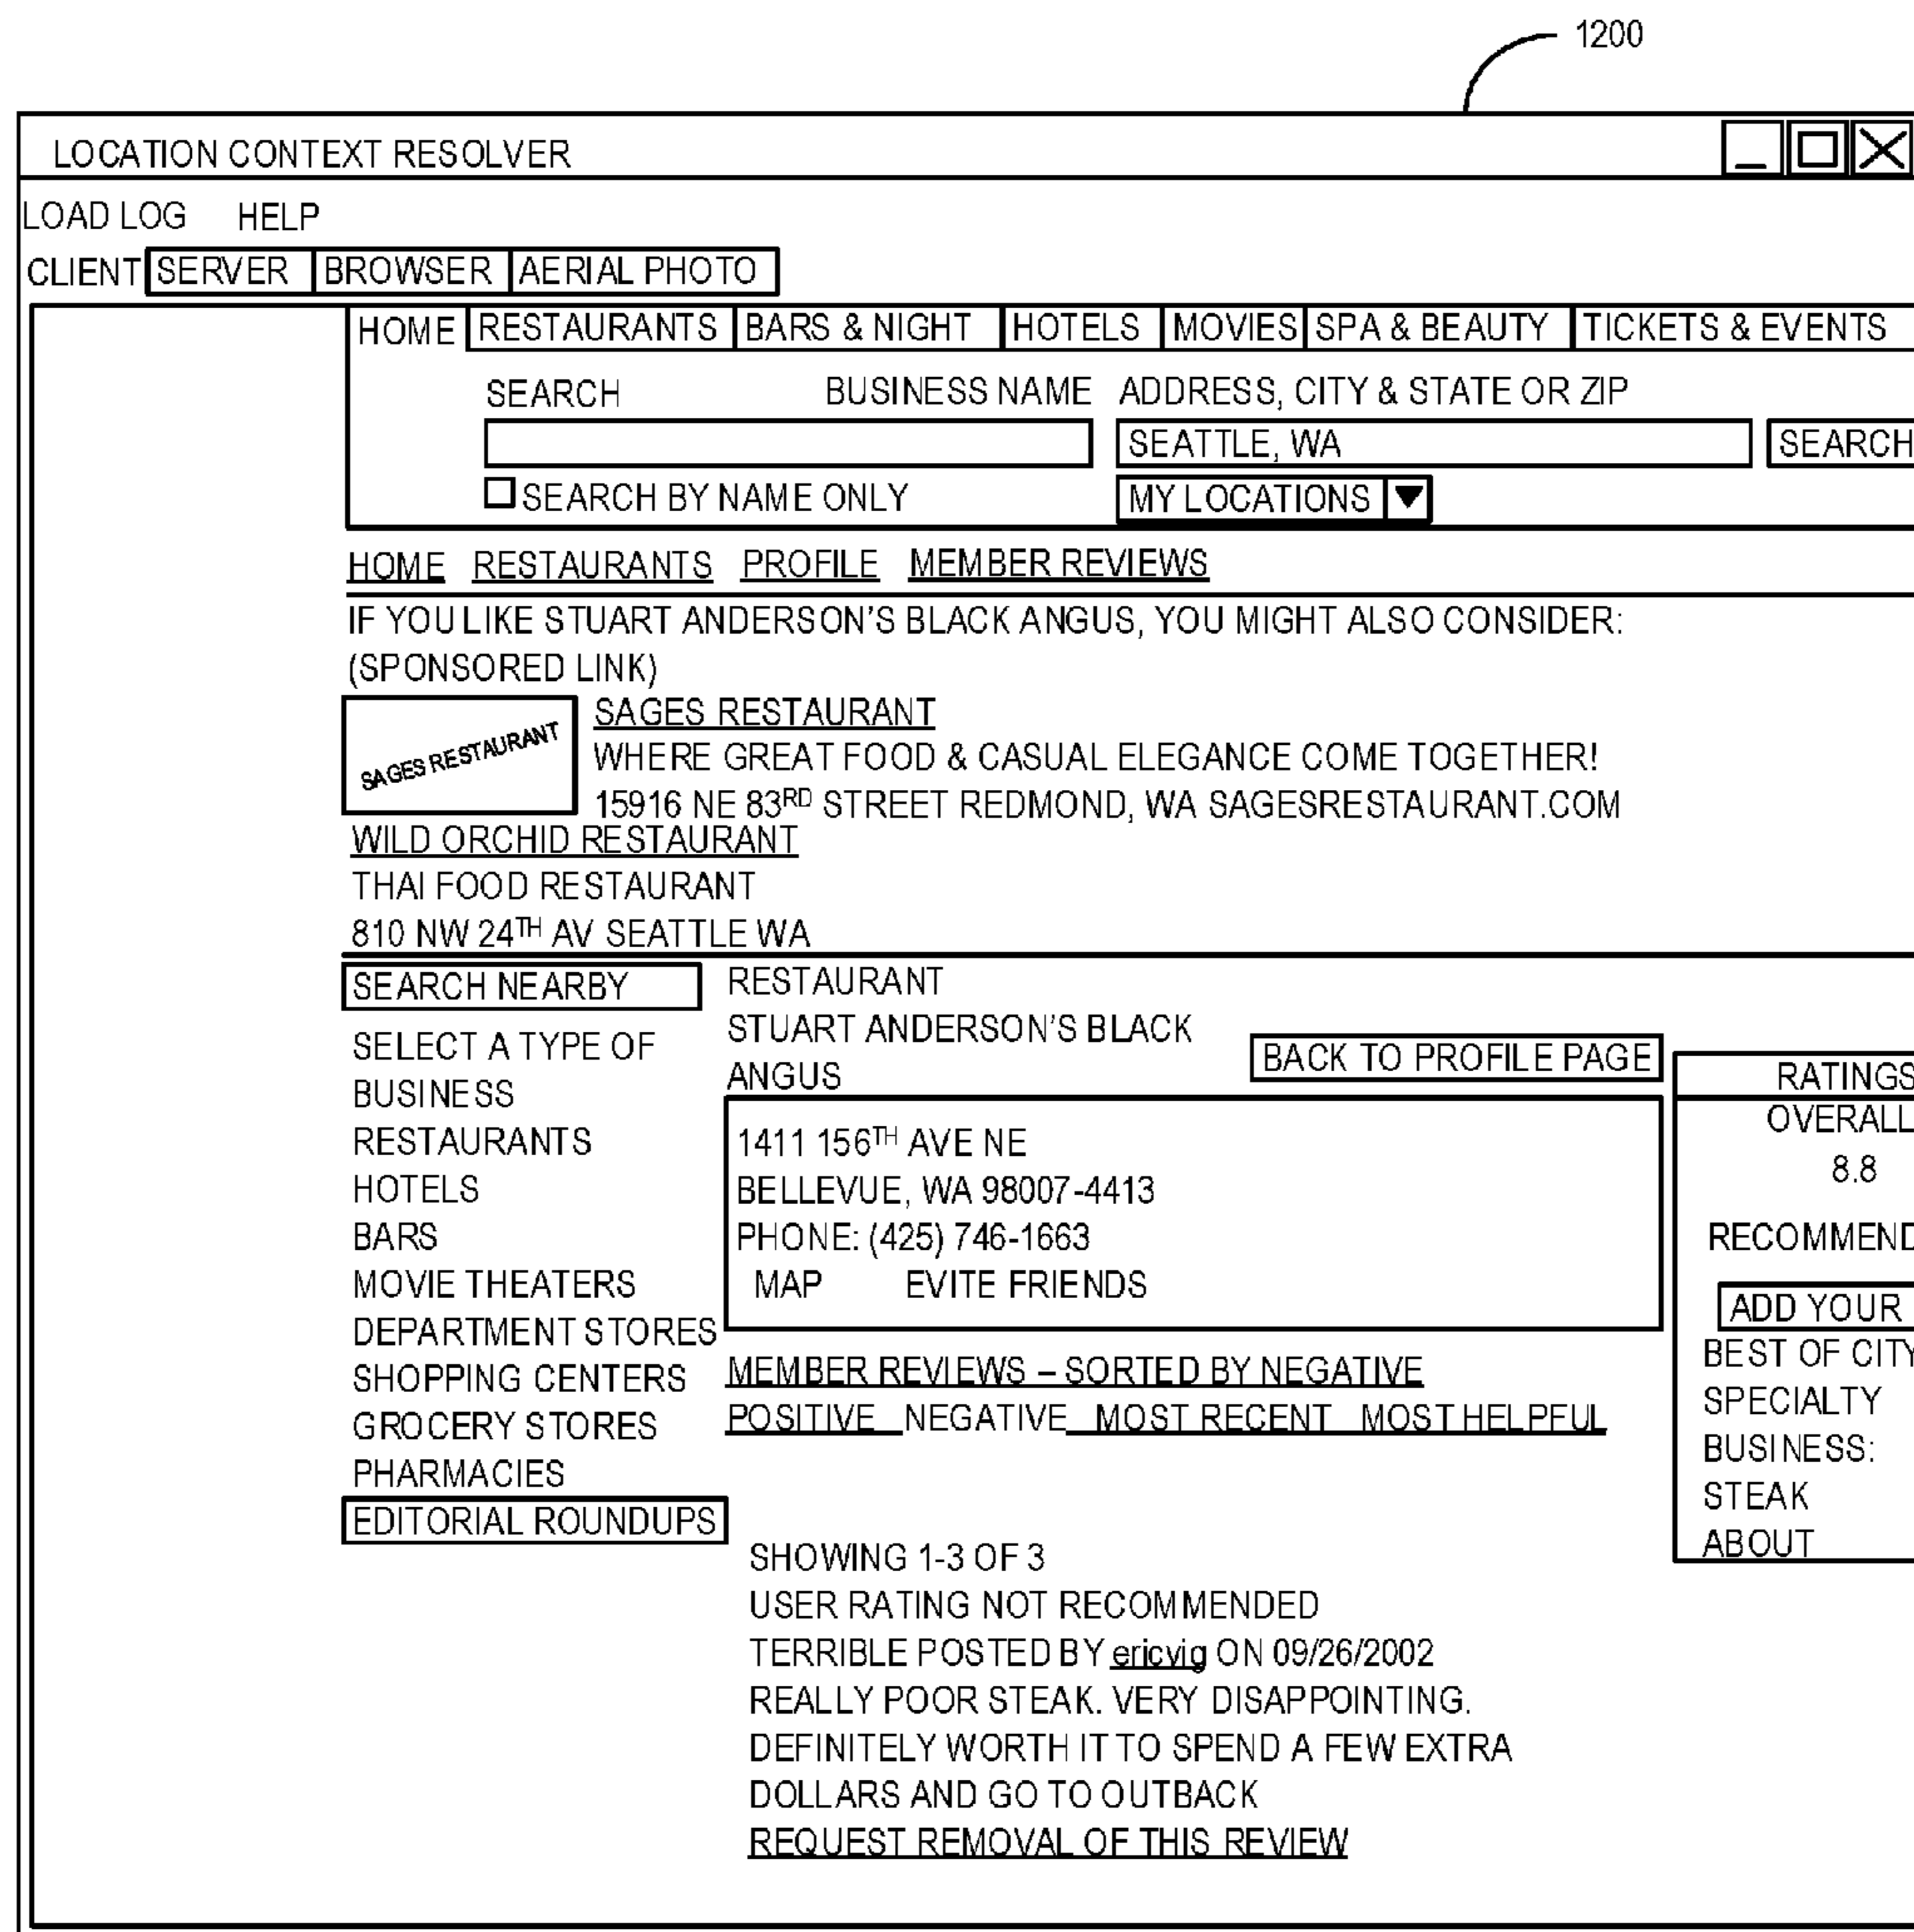 1200
LOCATION CONTEXT RESOLVER
LOAD LOG HELP
CLIENT SERVER BROWSER AERIAL PHOTO
HOME RESTAURANTS BARS & NIGHT HOTELS MOVIES SPA & BEAUTY TICKETS & EVENTS
SEARCH BUSINESS NAME ADDRESS, CITY & STATE OR ZIP
SEATTLE, WA SEARCH
SEARCH BY NAME ONLY MY LOCATIONS
HOME RESTAURANTS PROFILE MEMBER REVIEWS
IF YOU LIKE STUART ANDERSON'S BLACK ANGUS, YOU MIGHT ALSO CONSIDER:
(SPONSORED LINK)
SAGES RESTAURANT
SAGES RESTAURANT
WHERE GREAT FOOD & CASUAL ELEGANCE COME TOGETHER!
15916 NE 83RD STREET REDMOND, WA SAGESRESTAURANT.COM
WILD ORCHID RESTAURANT
THAI FOOD RESTAURANT
810 NW 24TH AV SEATTLE WA
SEARCH NEARBY
SELECT A TYPE OF
BUSINESS
RESTAURANTS
HOTELS
BARS
MOVIE THEATERS
DEPARTMENT STORES
SHOPPING CENTERS
GROCERY STORES
PHARMACIES
EDITORIAL ROUNDUPS
RESTAURANT
STUART ANDERSON'S BLACK
ANGUS
BACK TO PROFILE PAGE
1411 156TH AVE NE
BELLEVUE, WA 98007-4413
PHONE: (425) 746-1663
MAP EVITE FRIENDS
MEMBER REVIEWS – SORTED BY NEGATIVE
POSITIVE NEGATIVE MOST RECENT MOST HELPFUL
SHOWING 1-3 OF 3
USER RATING NOT RECOMMENDED
TERRIBLE POSTED BY ericvig ON 09/26/2002
REALLY POOR STEAK. VERY DISAPPOINTING.
DEFINITELY WORTH IT TO SPEND A FEW EXTRA
DOLLARS AND GO TO OUTBACK
REQUEST REMOVAL OF THIS REVIEW
RATINGS
OVERALL
8.8
RECOMMEND
ADD YOUR
BEST OF CITY
SPECIALTY
BUSINESS:
STEAK
ABOUT